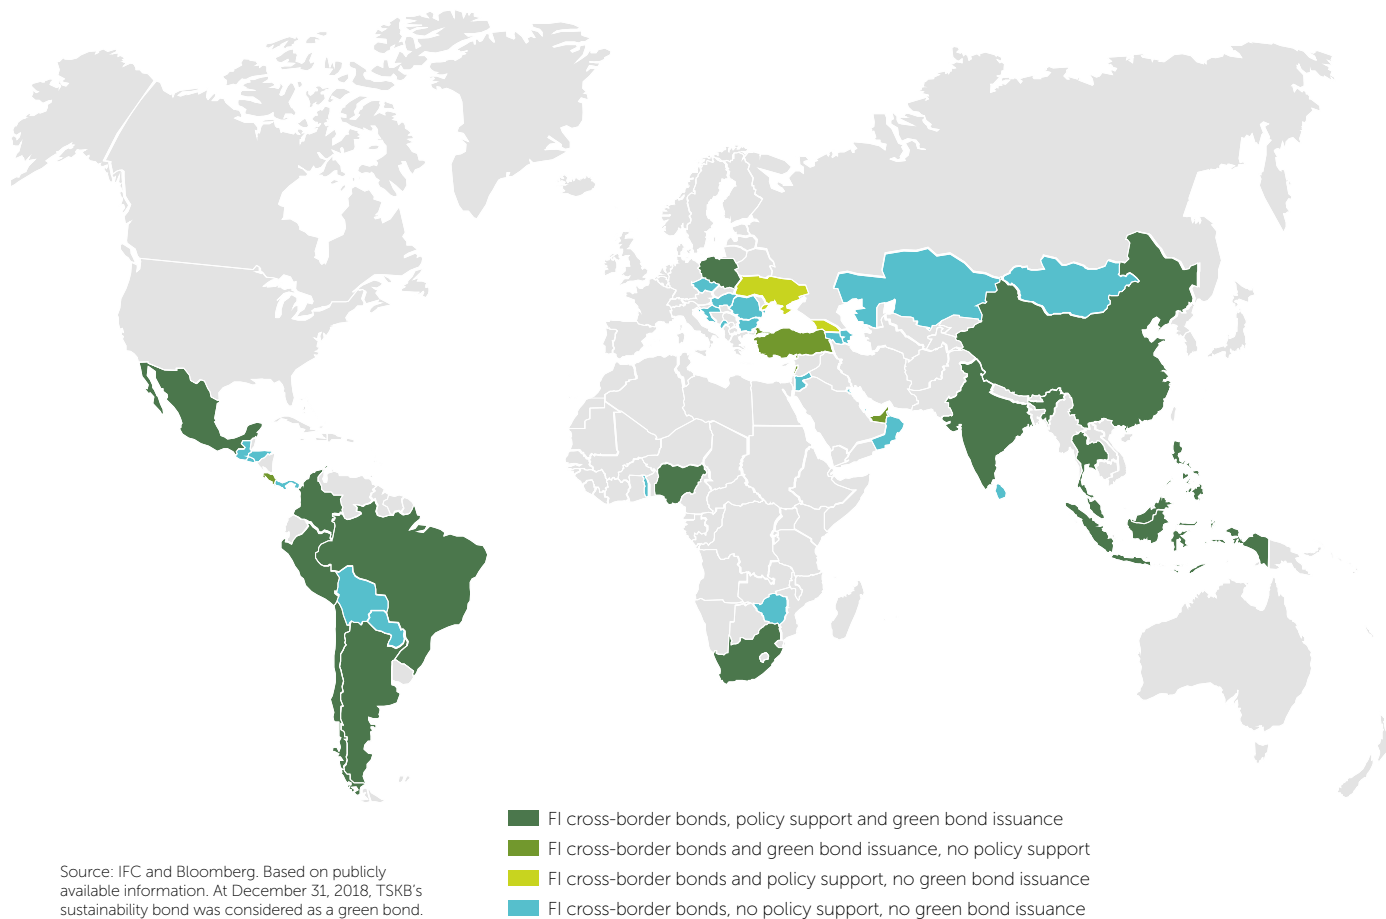 FI cross-border bonds, policy support and green bond issuance
FI cross-border bonds and green bond issuance, no policy support
FI cross-border bonds and policy support, no green bond issuance
FI cross-border bonds, no policy support, no green bond issuance
Source: IFC and Bloomberg. Based on publicly
available information. At December 31, 2018, TSKB’s
sustainability bond was considered as a green bond.